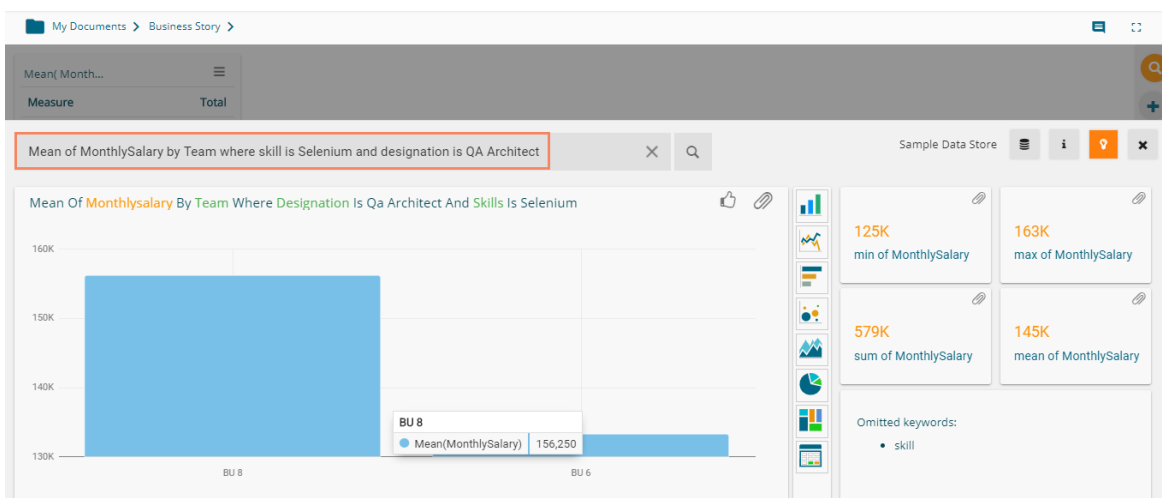 My Documents > Business Story >
Mean( Month...
Measure Total
Mean of MonthlySalary by Team where skill is Selenium and designation is QA Architect
Sample Data Store
i
Mean Of Monthlysalary By Team Where Designation Is Qa Architect And Skills Is Selenium
160K
150K
140K
130K
BU 8
Mean(MonthlySalary) 156,250
BU 8
BU 6
125K
min of MonthlySalary
163K
max of MonthlySalary
579K
sum of MonthlySalary
145K
mean of MonthlySalary
Omitted keywords:
• skill